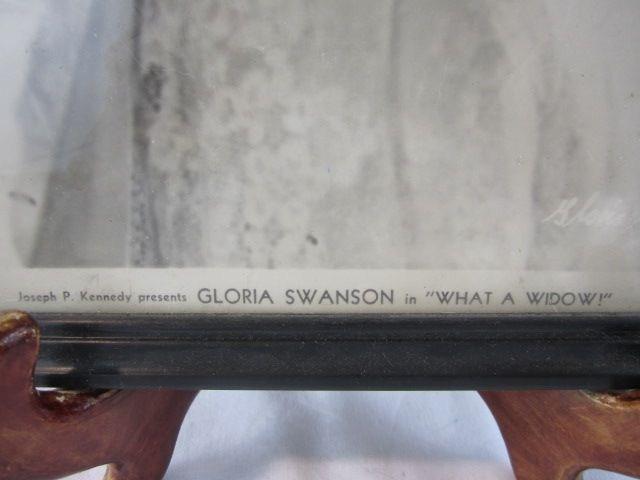 Joseph P. Kennedy presents GLORIA SWANSON in "WHAT A WIDOW!"